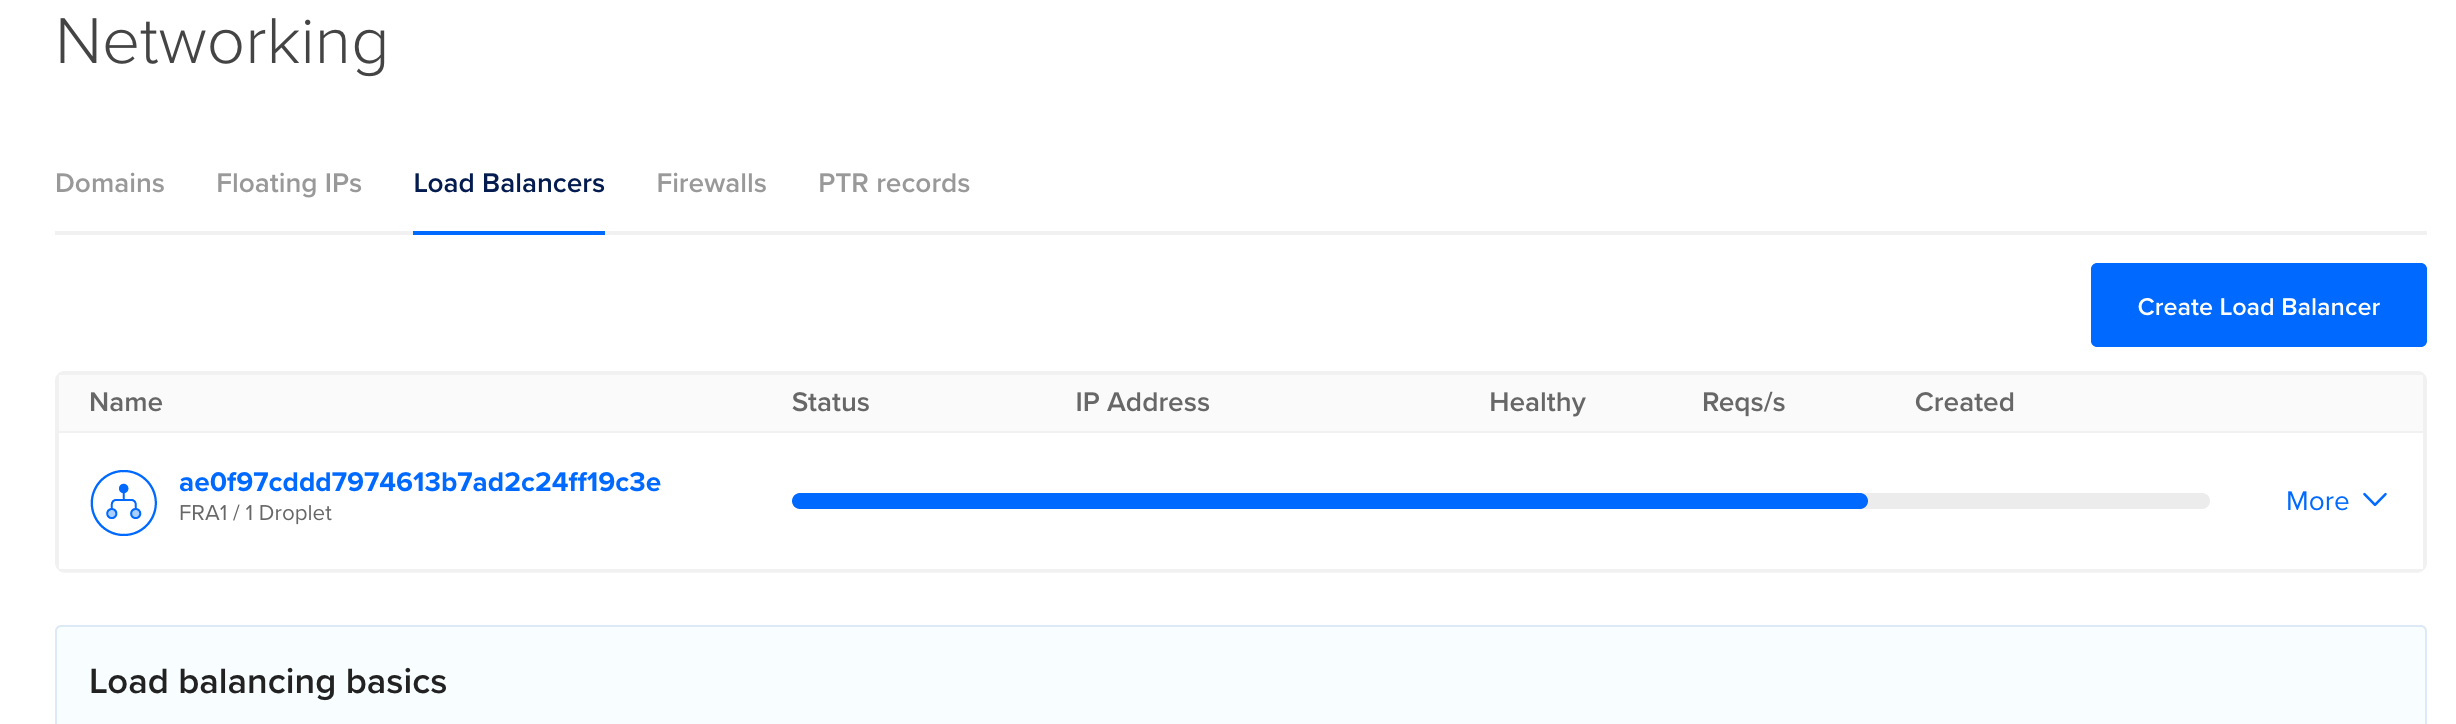 Networking
Domains Floating IPs Load Balancers Firewalls PTR records
Create Load Balancer
Name Status IP Address Healthy Reqs/s Created
ae0f97cddd7974613b7ad2c24ff19c3e
FRA1 / 1 Droplet
More
Load balancing basics